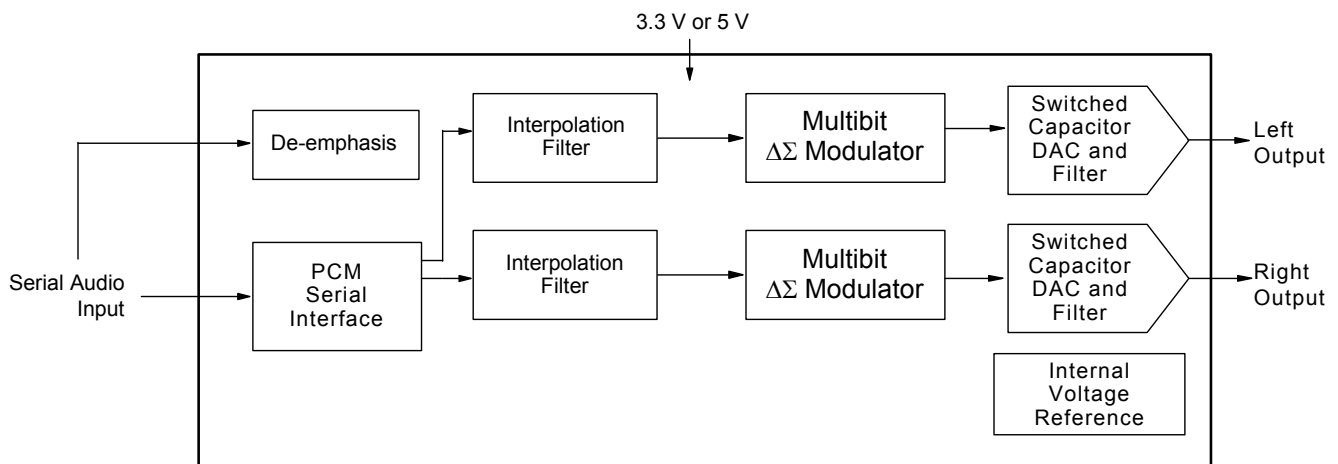 3.3 V or 5 V
De-emphasis
Interpolation
Filter
Multibit
ΔΣ Modulator
Switched
Capacitor
DAC and
Filter
Left
Output
Serial Audio
Input
PCM
Serial
Interface
Interpolation
Filter
Multibit
ΔΣ Modulator
Switched
Capacitor
DAC and
Filter
Right
Output
Internal
Voltage
Reference